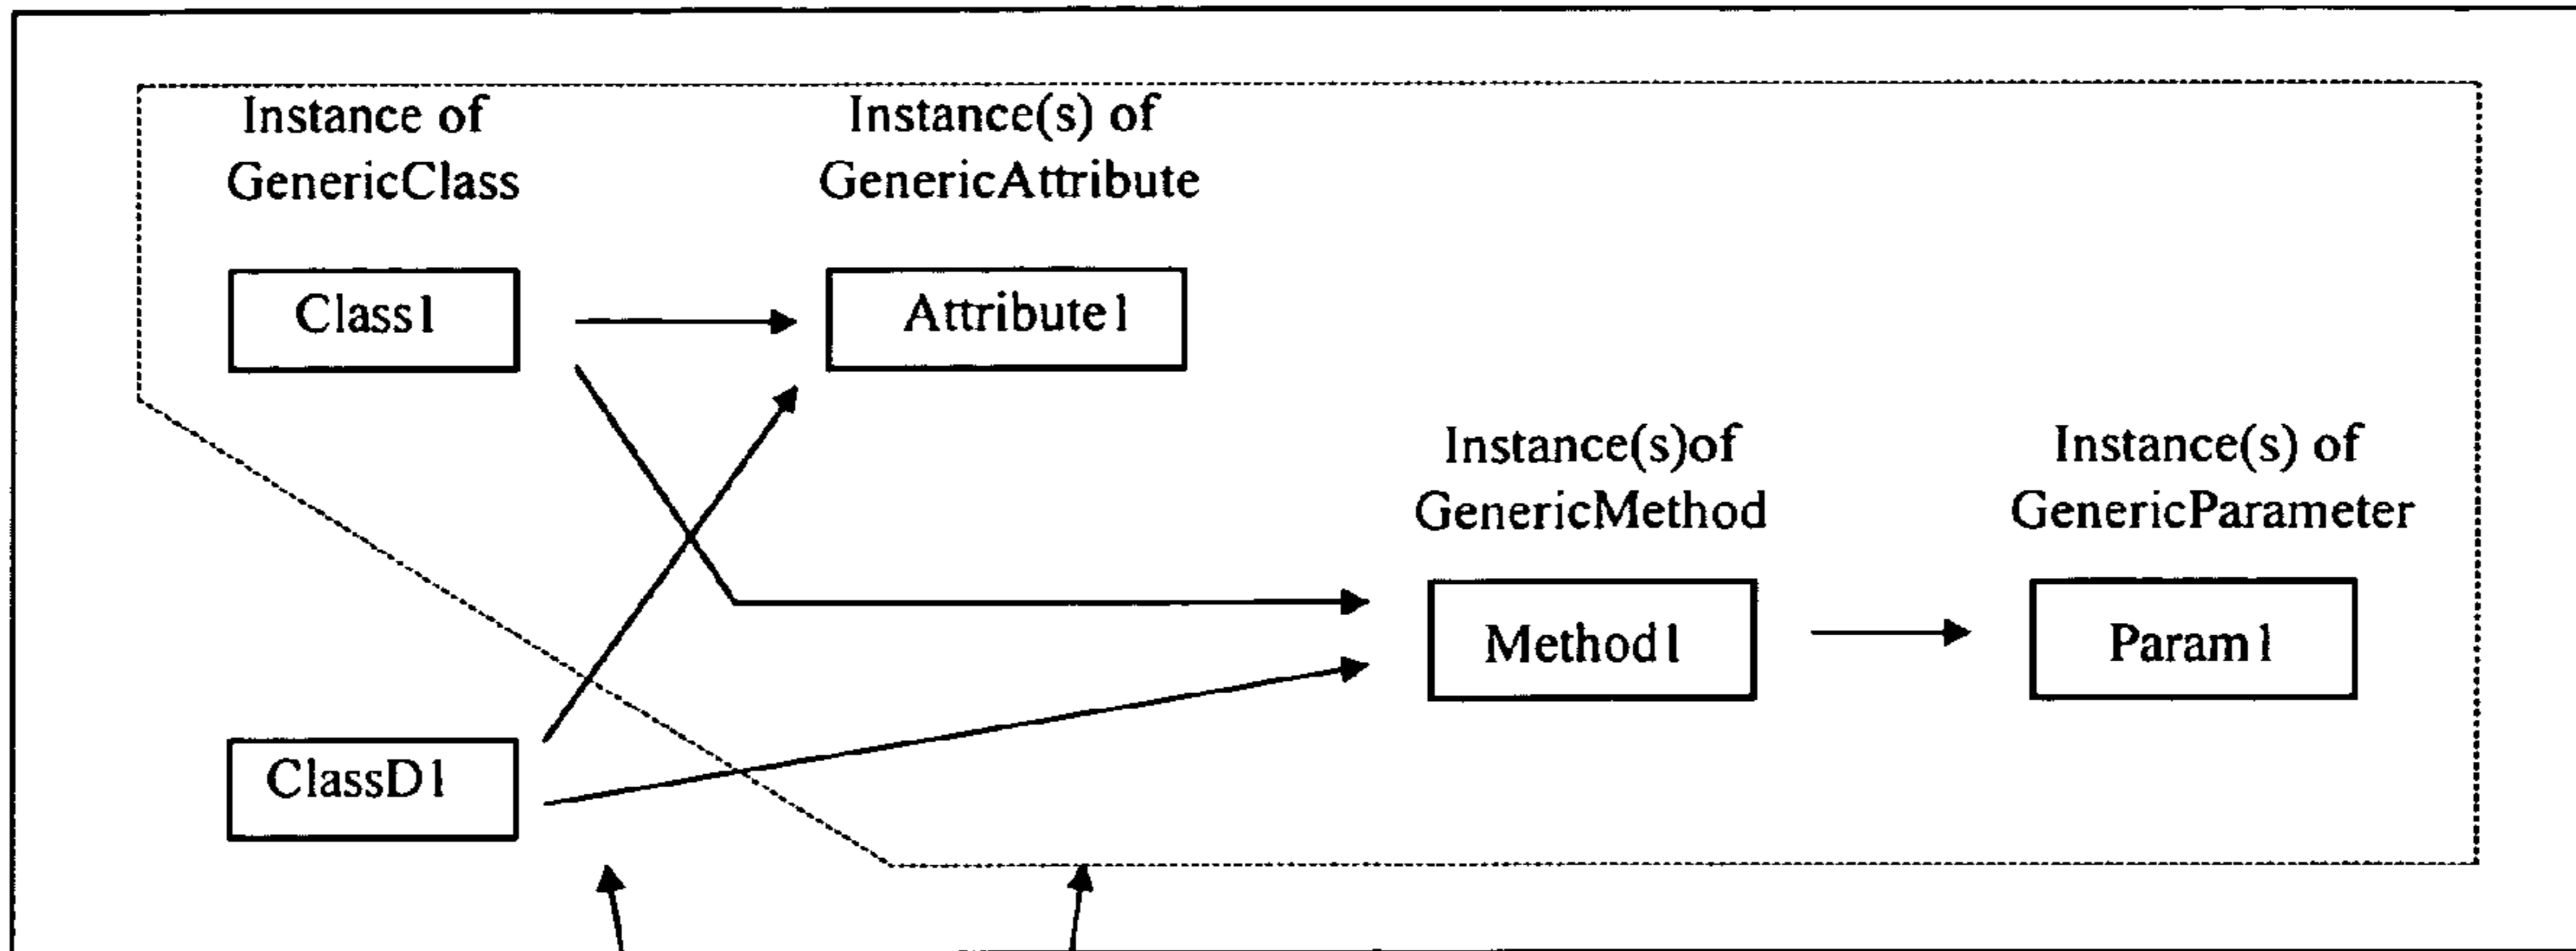 Instance of
GenericClass
Instance(s) of
GenericAttribute
Class1
Attribute1
Instance(s)of
GenericMethod
Instance(s) of
GenericParameter
Method1
Param1
ClassD1